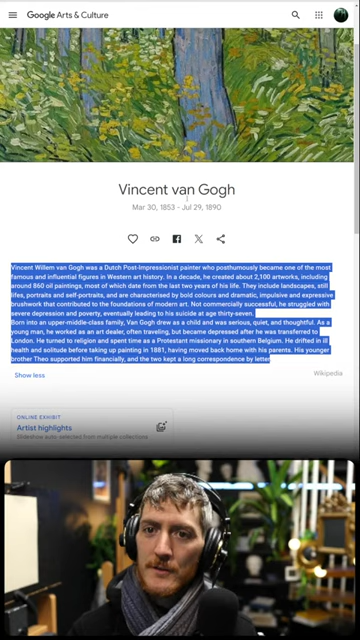 Google Arts & Culture
Vincent van Gogh
Mar 30, 1853 - Jul 29, 1890
Vincent Willem van Gogh was a Dutch Post-Impressionist painter who posthumously became one of the most
famous and influential figures in Western art history. In a decade, he created about 2,100 artworks, including
around 860 oil paintings, most of which date from the last two years of his life. They include landscapes, still
lifes, portraits and self-portraits, and are characterised by bold colours and dramatic, impulsive and expressive
brushwork that contributed to the foundations of modern art. Not commercially successful, he struggled with
severe depression and poverty, eventually leading to his suicide at age thirty-seven.
Born into an upper-middle-class family, Van Gogh drew as a child and was serious, quiet, and thoughtful. As a
young man, he worked as an art dealer, often travelling, but became depressed after he was transferred to
London. He turned to religion and spent time as a Protestant missionary in southern Belgium. He drifted in ill
health and solitude before taking up painting in 1881, having moved back home with his parents. His younger
brother Theo supported him financially, and the two kept a long correspondence by letter
Show less
Wikipedia
ONLINE EXHIBIT
Artist highlights
Slideshow auto-selected from multiple collections